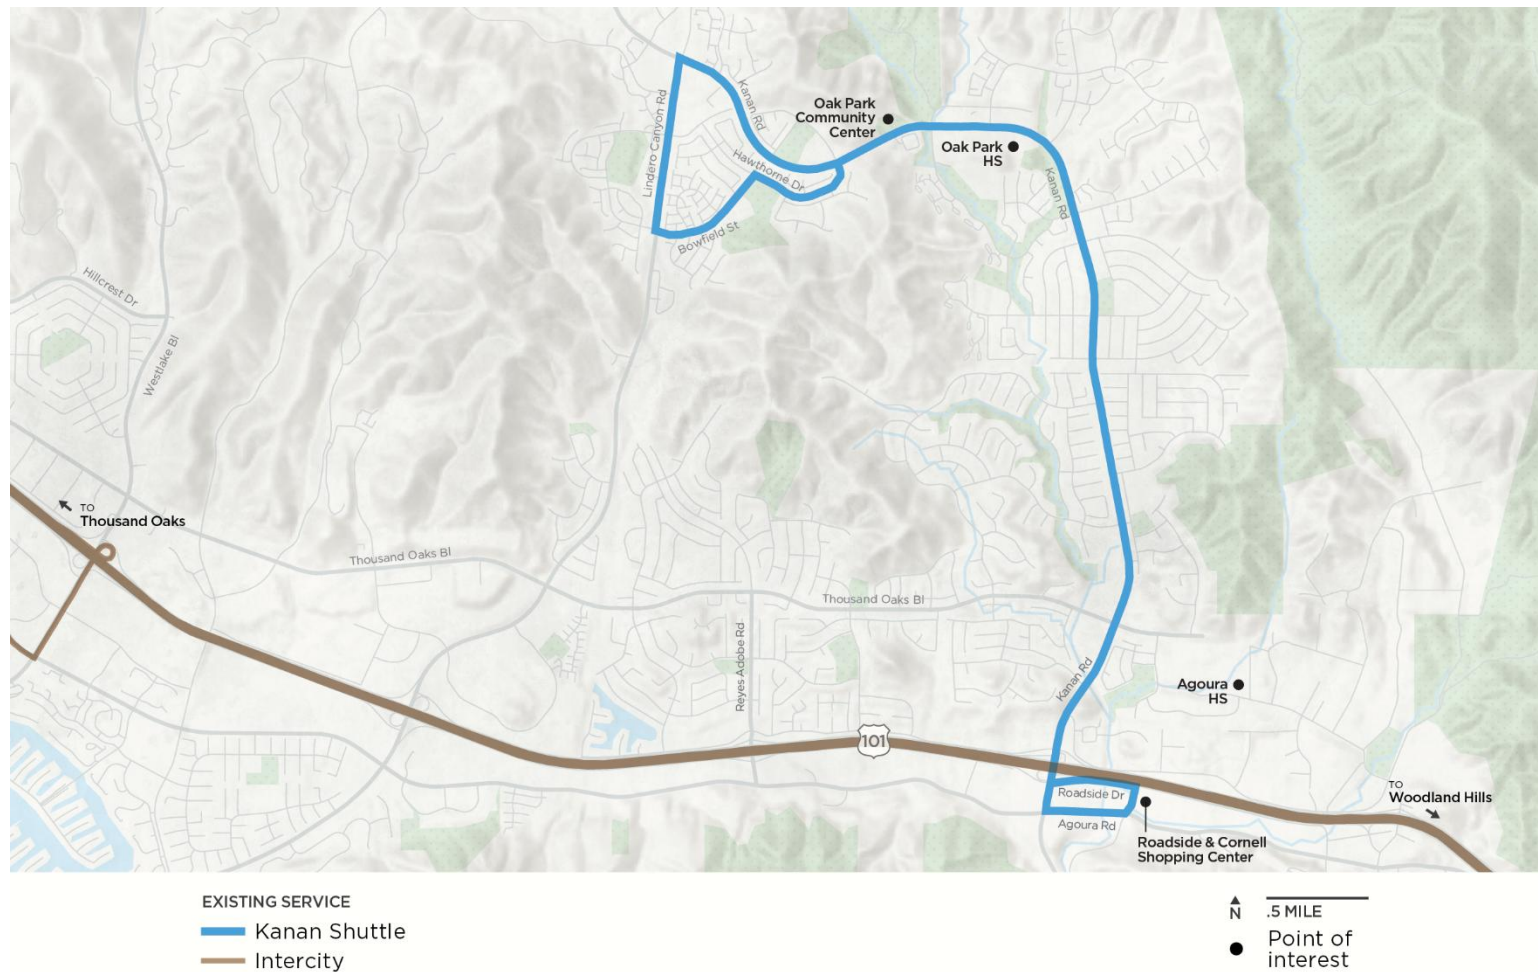 Kanan Rd
Lindero Canyon Rd
Oak Park
Community
Center
Oak Park
HS
Hawthorne Dr
Kanan Rd
Bowfield St
Hillcrest Dr
Westlake Bl
TO
Thousand Oaks
Thousand Oaks Bl
Thousand Oaks Bl
Reyes Adobe Rd
Kanan Rd
Agoura
HS
101
Roadside Dr
Agoura Rd
TO
Woodland Hills
Roadside & Cornell
Shopping Center
EXISTING SERVICE
Kanan Shuttle
Intercity
N
.5 MILE
Point of
interest